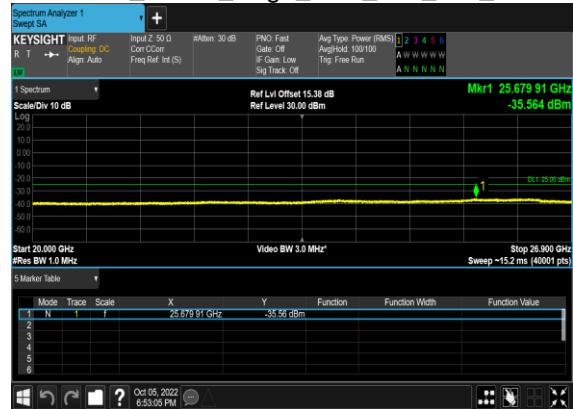 Spectrum Analyzer 1
Swept SA
KEYSIGHT Input: RF Input Z: 50 Ω #Atten: 30 dB PNO: Fast Avg Type: Power (RMS) 1 2 3 4 5 6
R T Coupling: DC Corr CCorr Gate: Off Avg|Hold: 100/100 A W W W W W
Align: Auto Freq Ref: Int (S) IF Gain: Low Trig: Free Run
LW Sig Track: Off A N N N N N
1 Spectrum Ref Lvl Offset 15.38 dB Mkr1 25.679 91 GHz
Scale/Div 10 dB Ref Level 30.00 dBm -35.564 dBm
Log
20.0
10.0
0.00
-10.0
-20.0
DL1 -25.00 dBm
1
-30.0
-40.0
-50.0
-60.0
Start 20.000 GHz Video BW 3.0 MHz* Stop 26.900 GHz
#Res BW 1.0 MHz Sweep ~15.2 ms (40001 pts)
5 Marker Table
Mode Trace Scale X Y Function Function Width Function Value
1 N 1 f 25.679 91 GHz -35.56 dBm
2
3
4
5
6
? Oct 05, 2022
6:53:05 PM